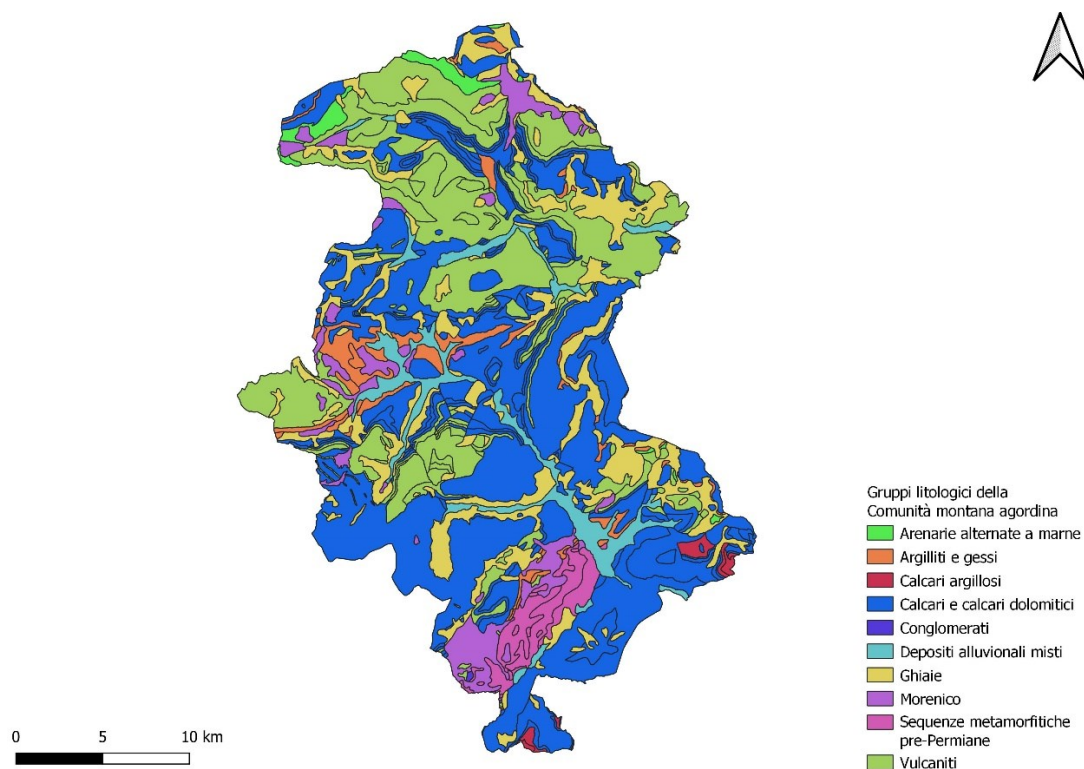 Gruppi litologici della
Comunità montana agordina
Arenarie alternate a marne
Argilliti e gessi
Calcari argillosi
Calcari e calcari dolomitici
Conglomerati
Depositi alluvionali misti
Ghiaie
Morenico
Sequenze metamorfitiche
pre-Permiane
Vulcaniti
0 5 10 km